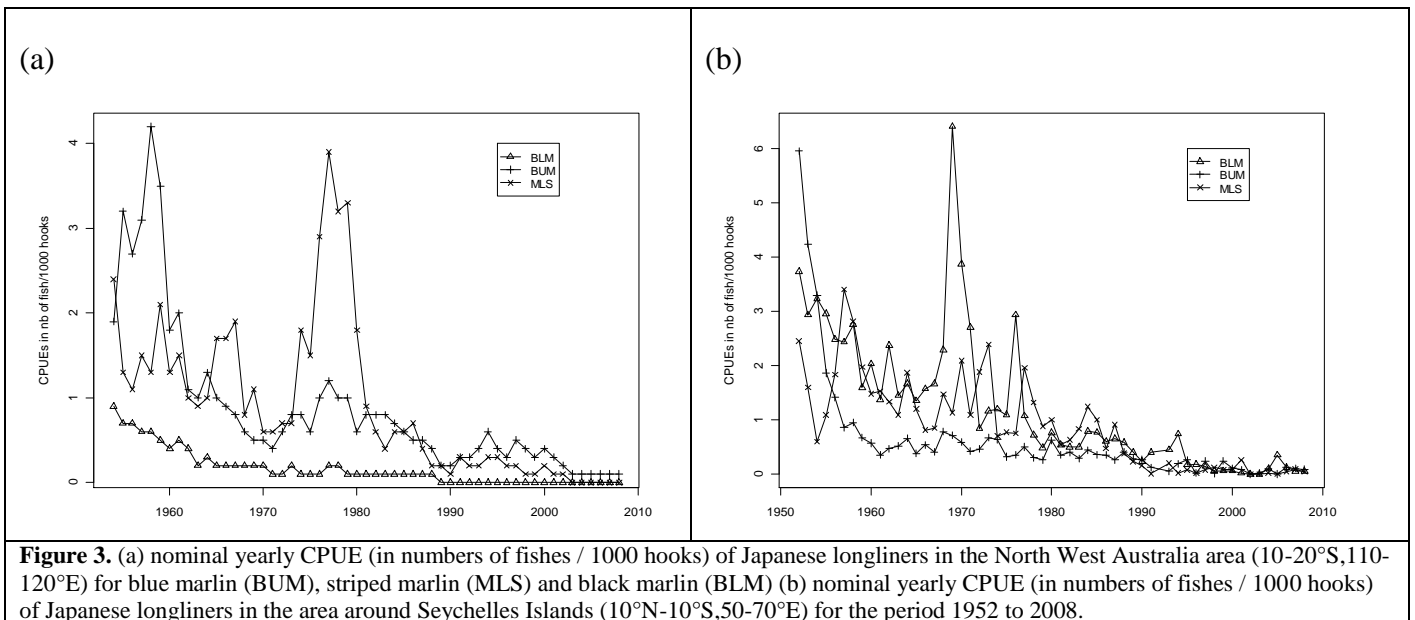 (a)
CPUEs in nb of fish/1000 hooks
4
3
2
1
0
BLM
BUM
MLS
1960 1970 1980 1990 2000 2010
(b)
CPUEs in nb of fish/1000 hooks
6
5
4
3
2
1
0
BLM
BUM
MLS
1950 1960 1970 1980 1990 2000 2010
Figure 3. (a) nominal yearly CPUE (in numbers of fishes / 1000 hooks) of Japanese longliners in the North West Australia area (10-20°S,110-
120°E) for blue marlin (BUM), striped marlin (MLS) and black marlin (BLM) (b) nominal yearly CPUE (in numbers of fishes / 1000 hooks)
of Japanese longliners in the area around Seychelles Islands (10°N-10°S,50-70°E) for the period 1952 to 2008.